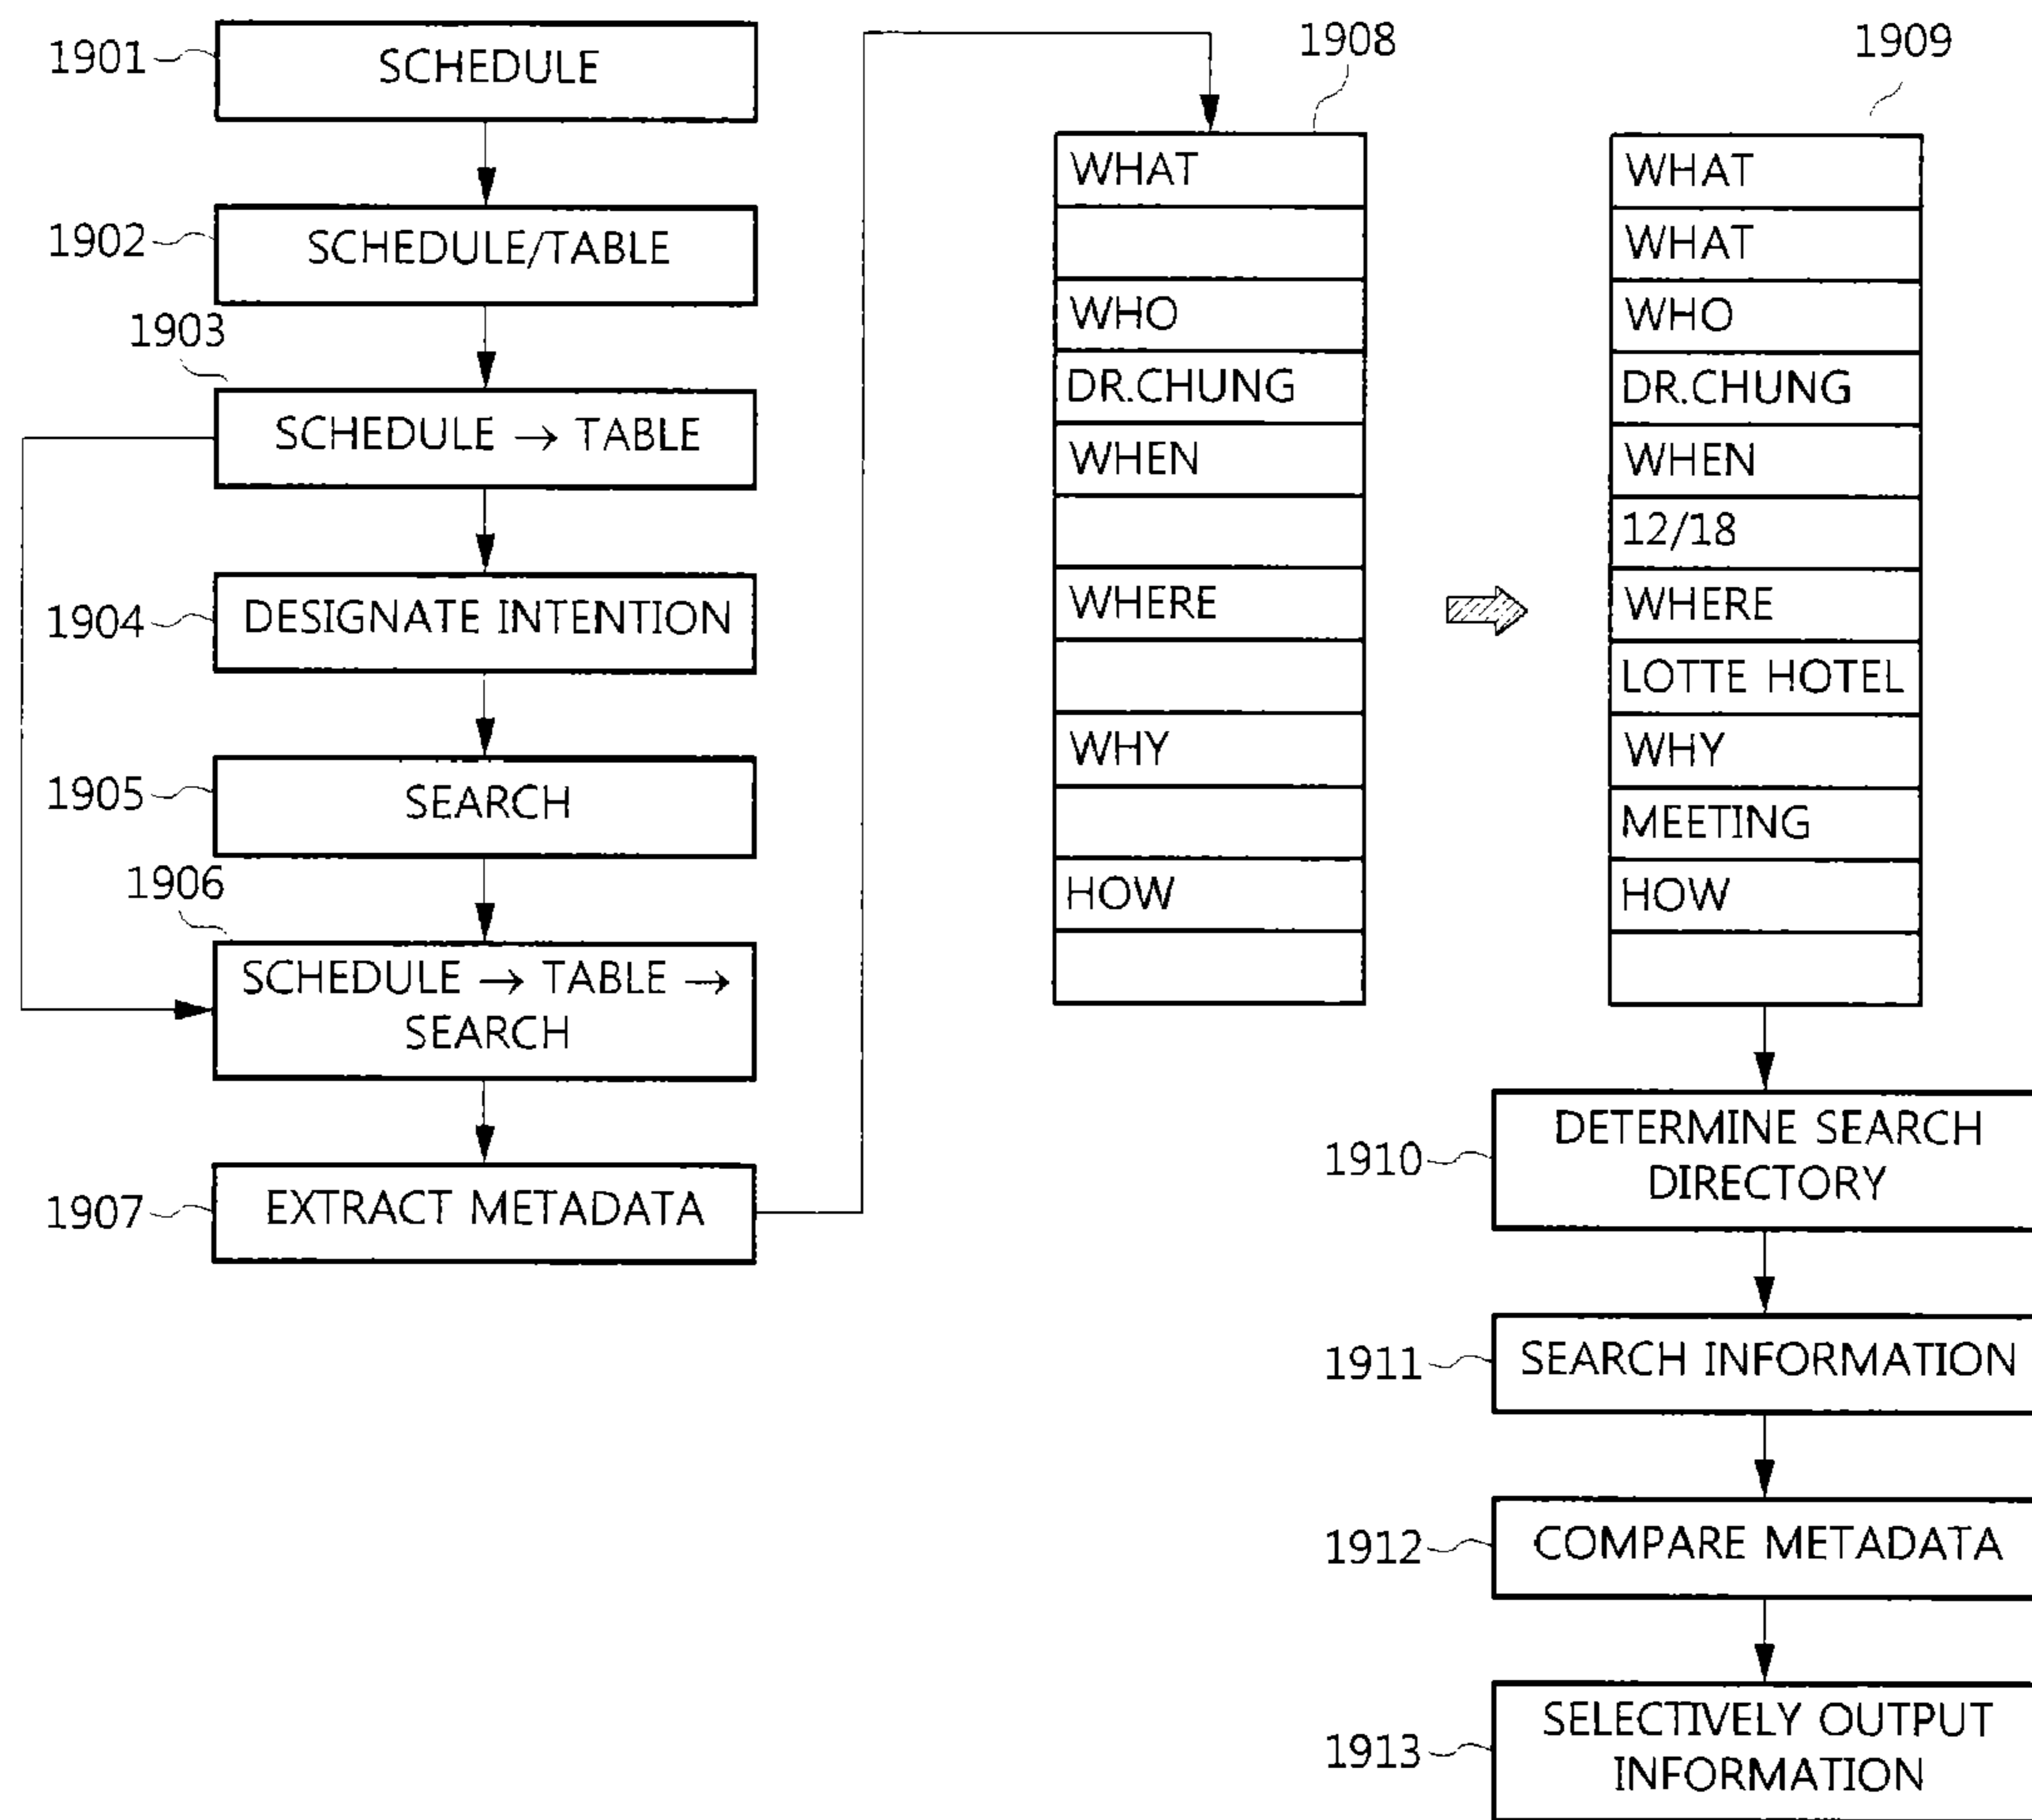 1901
SCHEDULE
1902
SCHEDULE/TABLE
1903
SCHEDULE → TABLE
1904
DESIGNATE INTENTION
1905
SEARCH
1906
SCHEDULE → TABLE →
SEARCH
1907
EXTRACT METADATA
1908
WHAT
WHO
DR.CHUNG
WHEN
WHERE
WHY
HOW
1909
WHAT
WHAT
WHO
DR.CHUNG
WHEN
12/18
WHERE
LOTTE HOTEL
WHY
MEETING
HOW
1910
DETERMINE SEARCH
DIRECTORY
1911
SEARCH INFORMATION
1912
COMPARE METADATA
1913
SELECTIVELY OUTPUT
INFORMATION